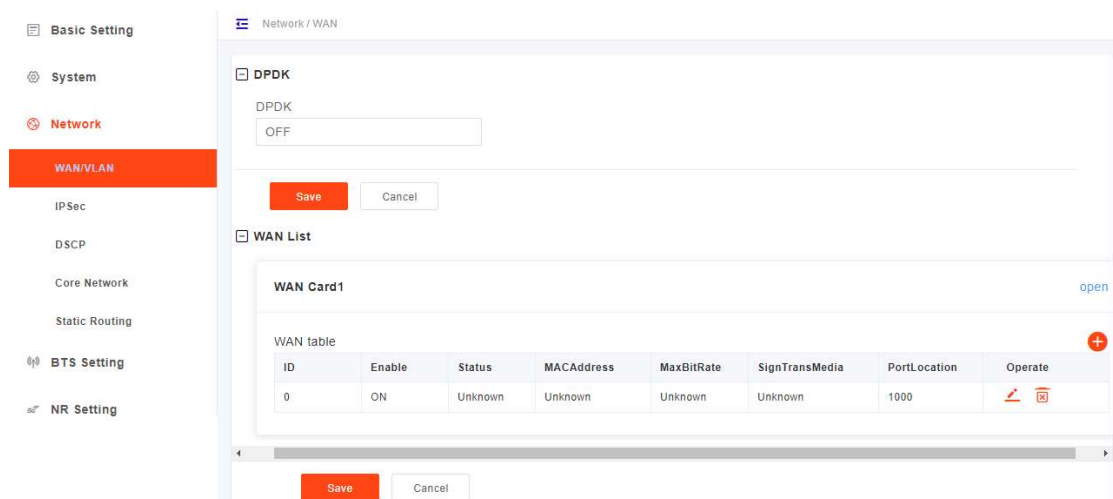 Basic Setting
System
Network
WAN/VLAN
IPSec
DSCP
Core Network
Static Routing
BTS Setting
NR Setting
Network / WAN
DPDK
DPDK
OFF
Save Cancel
WAN List
WAN Card1 open
WAN table
ID Enable Status MACAddress MaxBitRate SignTransMedia PortLocation Operate
0 ON Unknown Unknown Unknown Unknown 1000
Save Cancel